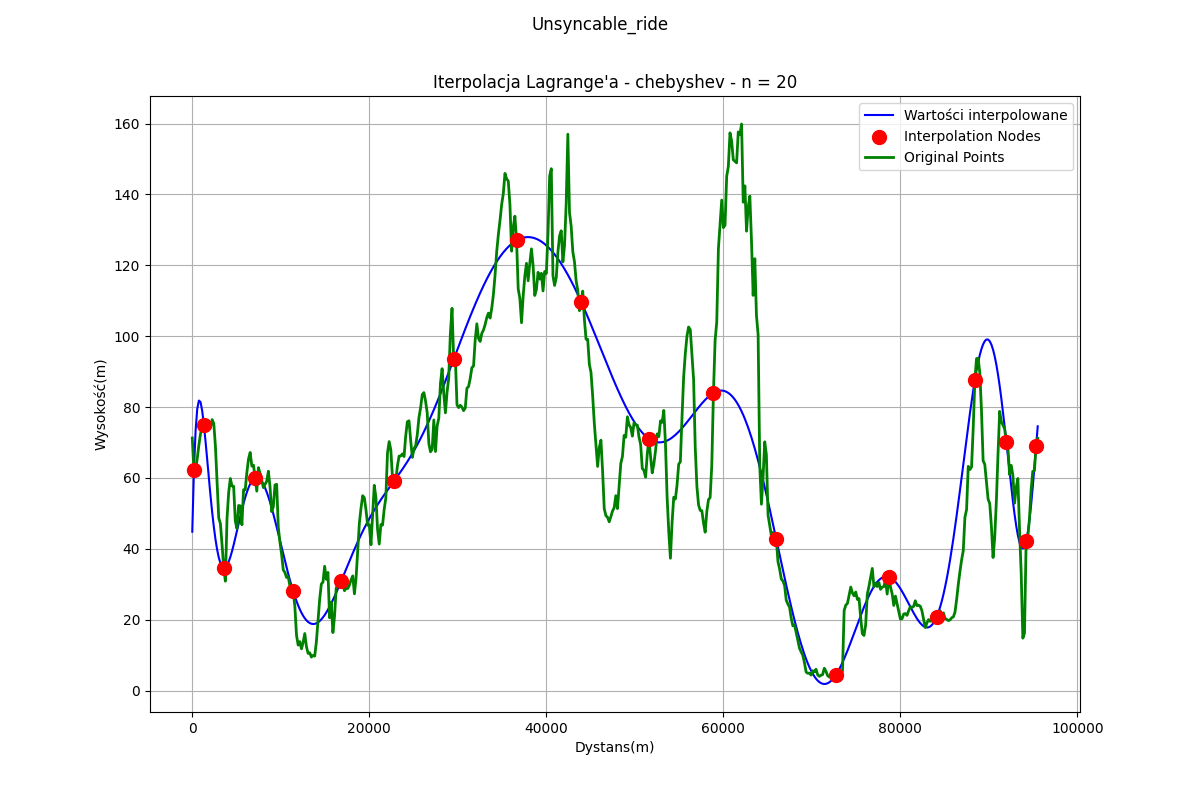 Unsyncable_ride
Iterpolacja Lagrange'a - chebyshev - n = 20
Wartości interpolowane
Interpolation Nodes
Original Points
160
140
120
100
80
60
40
20
0
Wysokość(m)
0 20000 40000 60000 80000 100000
Dystans(m)